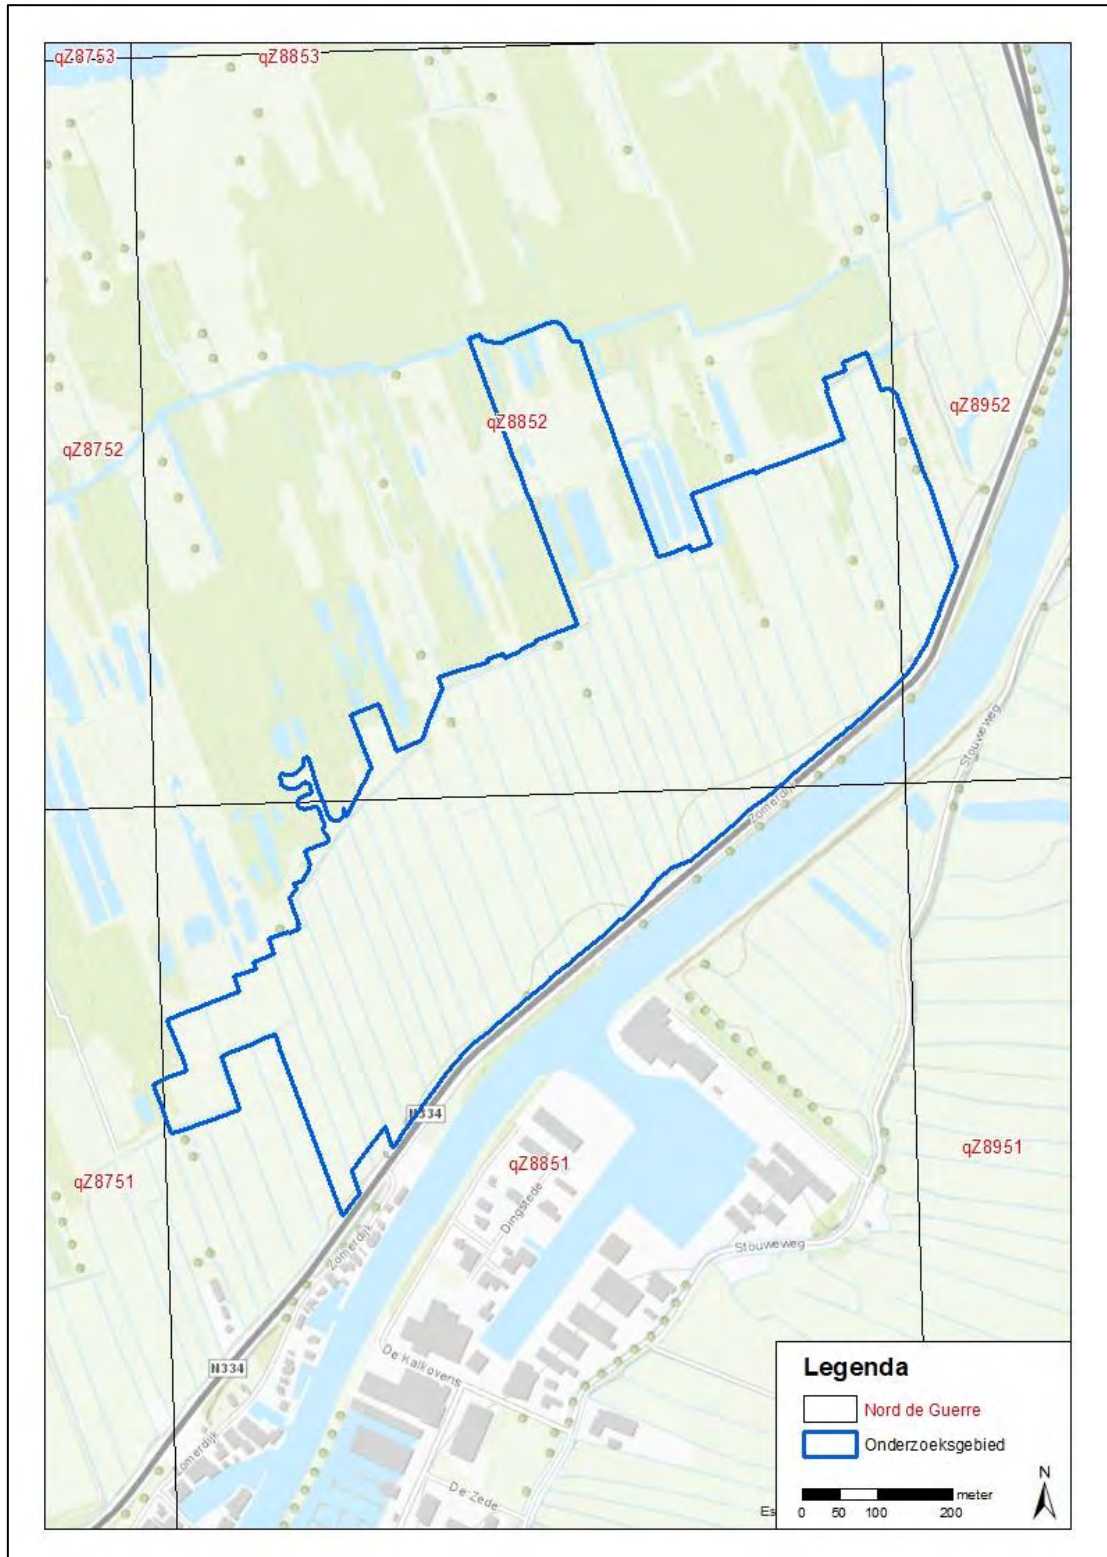 qZ8753
qZ8853
qZ8852
qZ8952
qZ8752
Stouweweg
Zomerdijk
N334
qZ8851
qZ8951
qZ8751
Dingstede
Zomerdijk
Stouweweg
De Kalkovens
N334
Zomerdijk
De Zede
Legenda
Nord de Guerre
Onderzoeksgebied
meter
0 50 100 200
N
Es